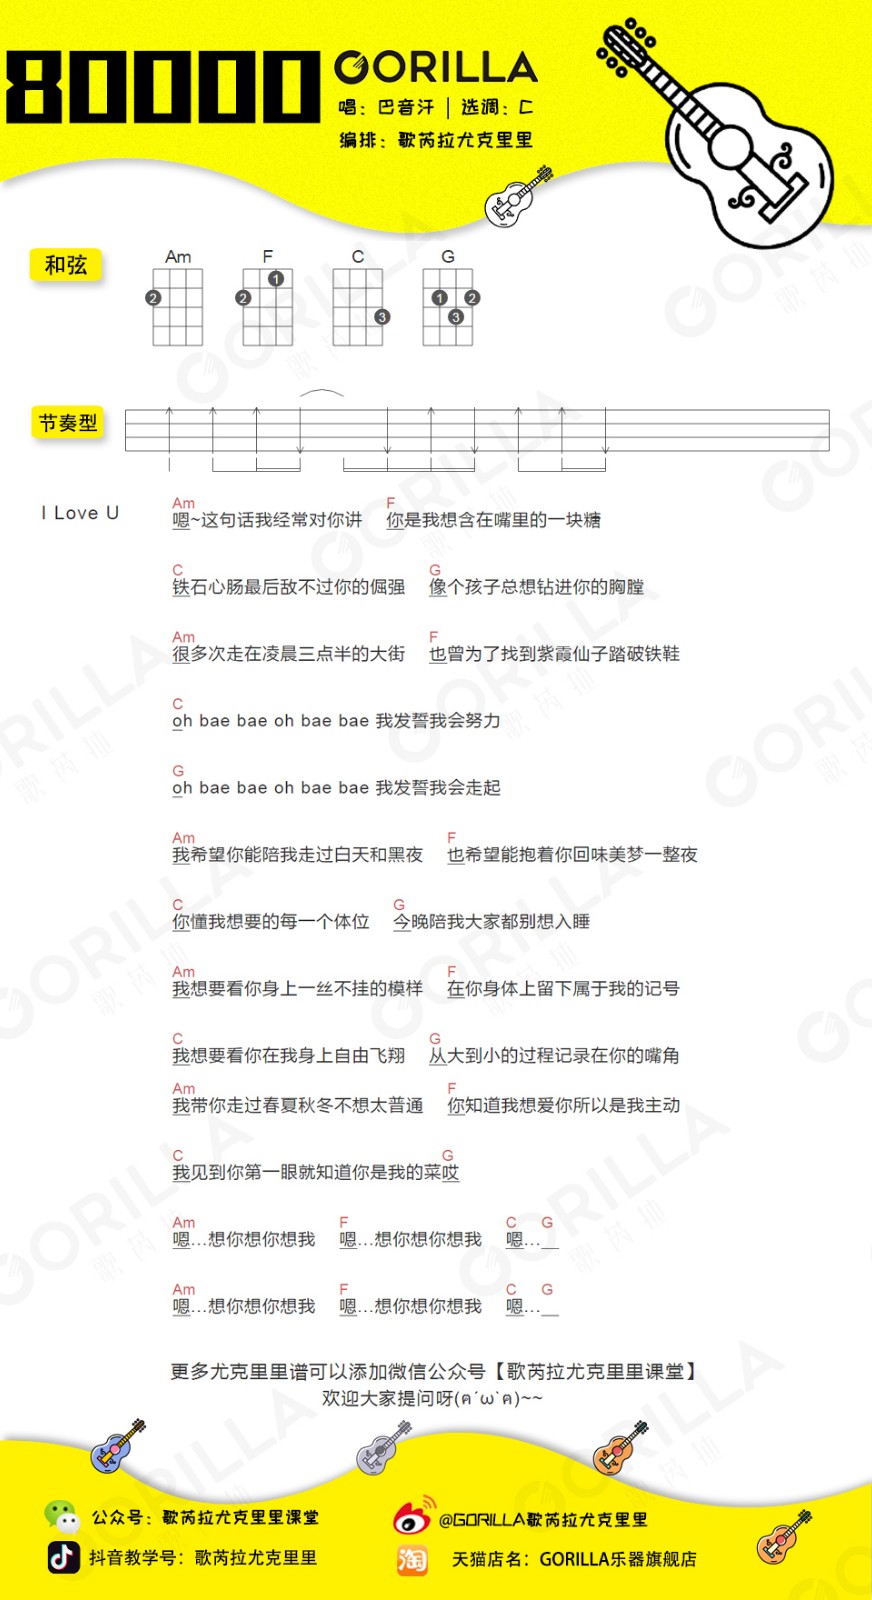 80000
GORILLA
唱：巴音汗 | 选调：C
编排：歌芮拉尤克里里
和弦
Am F C G
2 2 1 3 1 2 3
节奏型
I Love U
Am F
嗯~这句话我经常对你讲 你是我想含在嘴里的一块糖
C G
铁石心肠最后敌不过你的倔强 像个孩子总想钻进你的胸膛
Am F
很多次走在凌晨三点半的大街 也曾为了找到紫霞仙子踏破铁鞋
C
oh bae bae oh bae bae 我发誓我会努力
G
oh bae bae oh bae bae 我发誓我会走起
Am F
我希望你能陪我走过白天和黑夜 也希望能抱着你回味美梦一整夜
C G
你懂我想要的每一个体位 今晚陪我大家都别想入睡
Am F
我想要看你身上一丝不挂的模样 在你身体上留下属于我的记号
C G
我想要看你在我身上自由飞翔 从大到小的过程记录在你的嘴角
Am F
我带你走过春夏秋冬不想太普通 你知道我想爱你所以是我主动
C G
我见到你第一眼就知道你是我的菜哎
Am F C G
嗯…想你想你想我 嗯…想你想你想我 嗯…__
Am F C G
嗯…想你想你想我 嗯…想你想你想我 嗯…__
更多尤克里里谱可以添加微信公众号【歌芮拉尤克里里课堂】
欢迎大家提问呀(ฅ´ω`ฅ)~~
公众号：歌芮拉尤克里里课堂
@GORILLA歌芮拉尤克里里
抖音教学号：歌芮拉尤克里里
淘 天猫店名：GORILLA乐器旗舰店